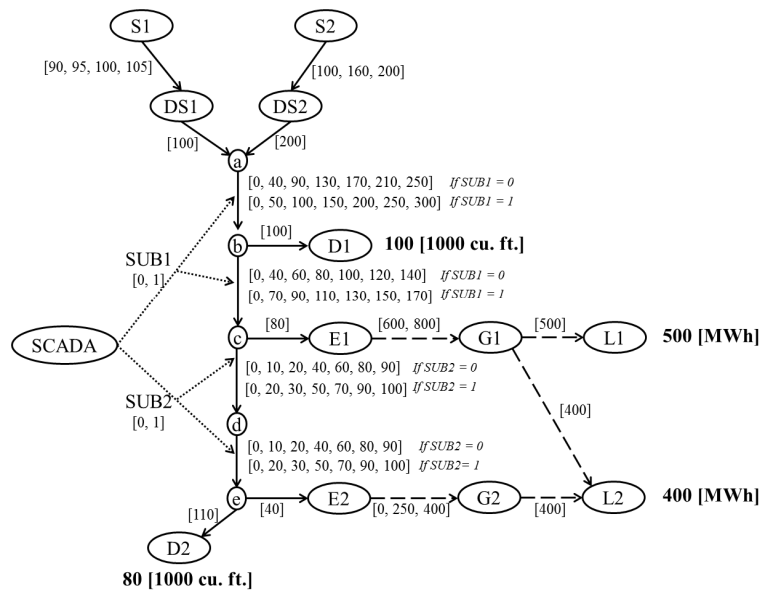 S1
S2
[90, 95, 100, 105]
[100, 160, 200]
DS1
DS2
[100]
[200]
a
[0, 40, 90, 130, 170, 210, 250] If SUB1 = 0
[0, 50, 100, 150, 200, 250, 300] If SUB1 = 1
b
[100]
D1
100 [1000 cu. ft.]
SUB1
[0, 1]
[0, 40, 60, 80, 100, 120, 140] If SUB1 = 0
[0, 70, 90, 110, 130, 150, 170] If SUB1 = 1
SCADA
c
[80]
E1
[600, 800]
G1
[500]
L1
500 [MWh]
[0, 10, 20, 40, 60, 80, 90] If SUB2 = 0
[0, 20, 30, 50, 70, 90, 100] If SUB2 = 1
SUB2
[0, 1]
[400]
d
[0, 10, 20, 40, 60, 80, 90] If SUB2 = 0
[0, 20, 30, 50, 70, 90, 100] If SUB2= 1
e
[40]
E2
[0, 250, 400]
G2
[400]
L2
400 [MWh]
[110]
D2
80 [1000 cu. ft.]